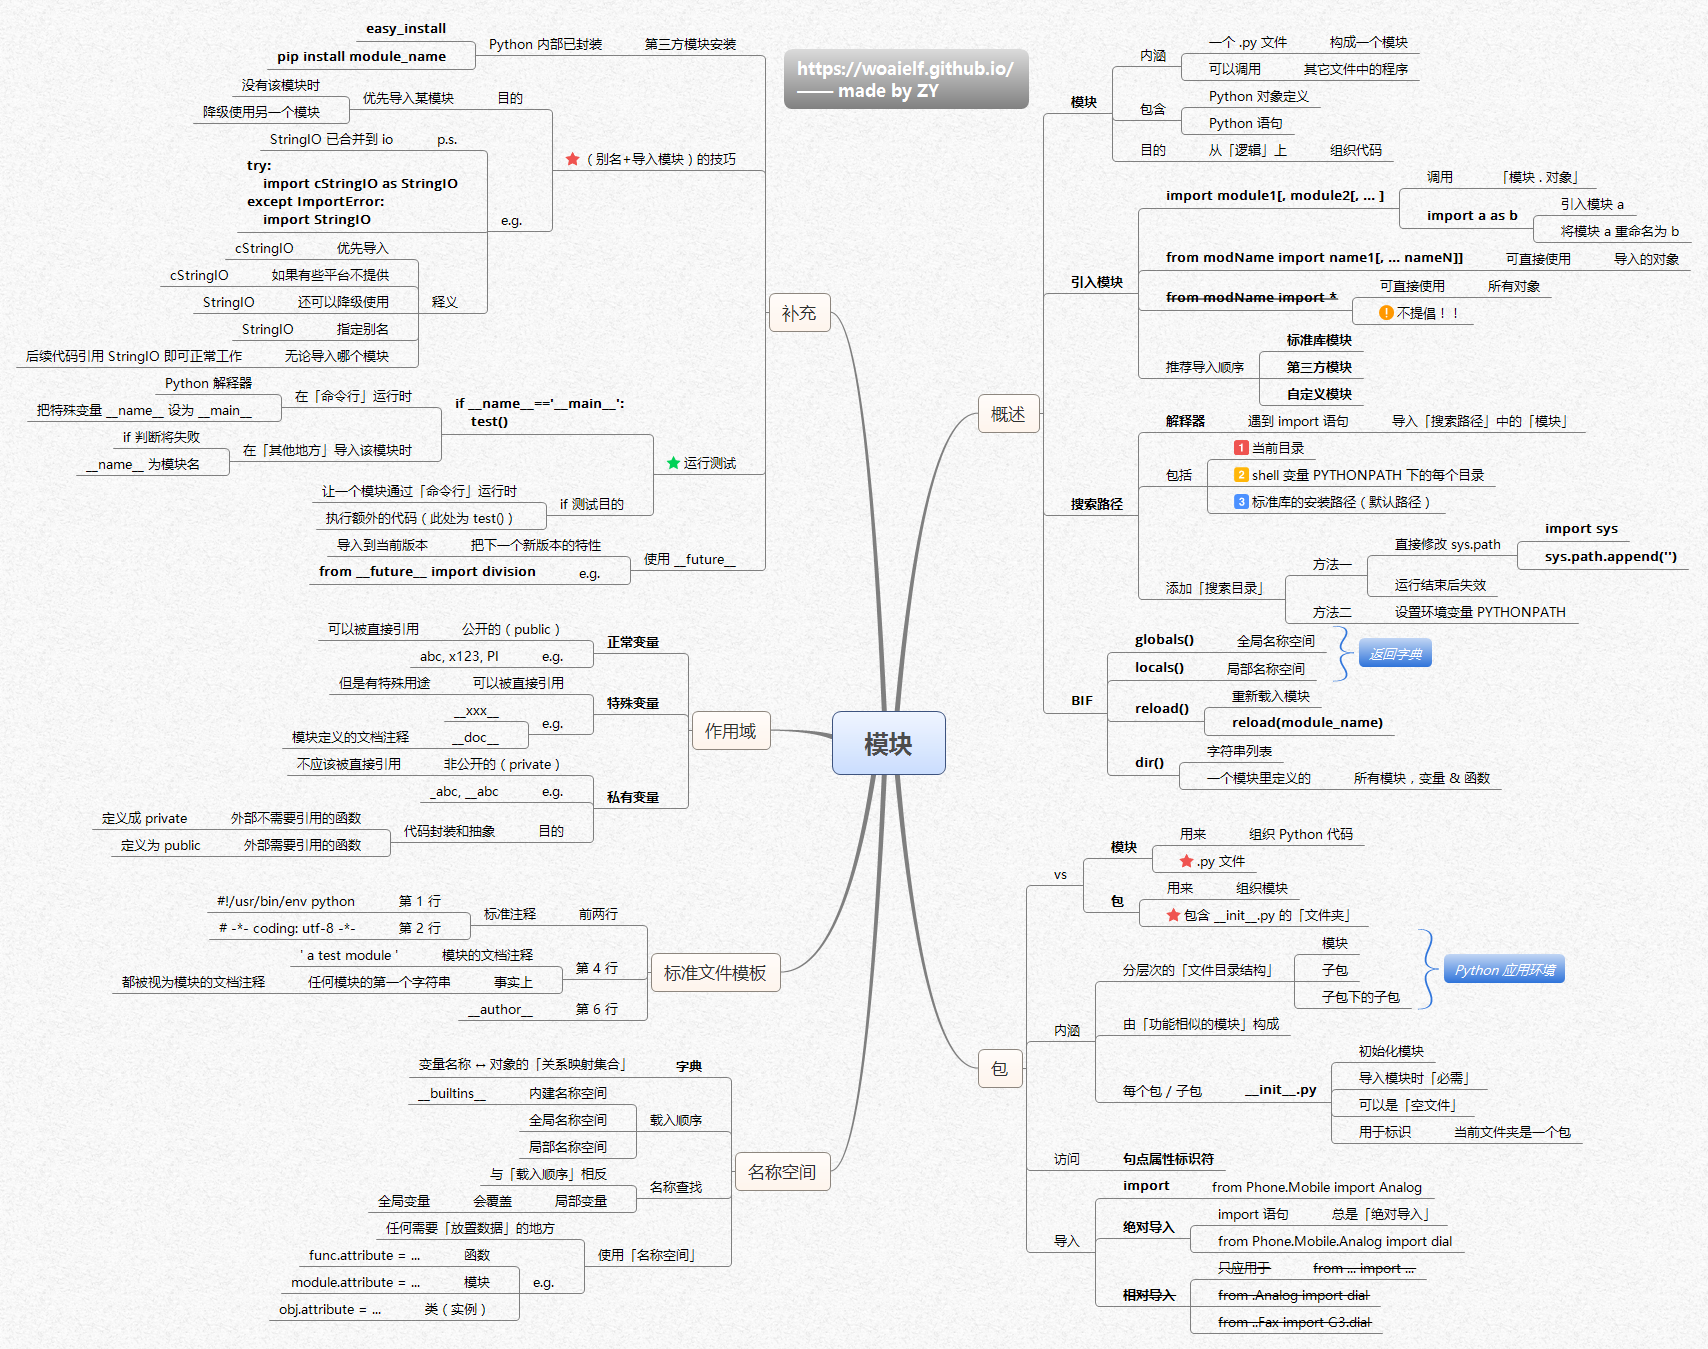 模块
https://woaielf.github.io/
—— made by ZY
概述
模块
内涵
一个 .py 文件
构成一个模块
可以调用
其它文件中的程序
包含
Python 对象定义
Python 语句
目的
从「逻辑」上
组织代码
引入模块
import module1[, module2[, ... ]
调用
「模块 . 对象」
import a as b
引入模块 a
将模块 a 重命名为 b
from modName import name1[, ... nameN]]
可直接使用
导入的对象
from modName import *
可直接使用
所有对象
不提倡！！
推荐导入顺序
标准库模块
第三方模块
自定义模块
搜索路径
解释器
遇到 import 语句
导入「搜索路径」中的「模块」
包括
1 当前目录
2 shell 变量 PYTHONPATH 下的每个目录
3 标准库的安装路径（默认路径）
添加「搜索目录」
方法一
直接修改 sys.path
import sys
sys.path.append('')
运行结束后失效
方法二
设置环境变量 PYTHONPATH
BIF
globals()
全局名称空间
locals()
局部名称空间
返回字典
reload()
重新载入模块
reload(module_name)
dir()
字符串列表
一个模块里定义的
所有模块，变量 & 函数
包
vs
模块
用来
组织 Python 代码
.py 文件
包
用来
组织模块
包含 __init__.py 的「文件夹」
内涵
分层次的「文件目录结构」
模块
子包
子包下的子包
Python 应用环境
由「功能相似的模块」构成
每个包 / 子包
__init__.py
初始化模块
导入模块时「必需」
可以是「空文件」
用于标识
当前文件夹是一个包
访问
句点属性标识符
导入
import
from Phone.Mobile import Analog
绝对导入
import 语句
总是「绝对导入」
from Phone.Mobile.Analog import dial
相对导入
只应用于
from ... import ...
from .Analog import dial
from ..Fax import G3.dial
补充
第三方模块安装
Python 内部已封装
easy_install
pip install module_name
（别名+导入模块）的技巧
目的
优先导入某模块
没有该模块时
降级使用另一个模块
e.g.
p.s.
StringIO 已合并到 io
try:
import cStringIO as StringIO
except ImportError:
import StringIO
释义
优先导入
cStringIO
如果有些平台不提供
cStringIO
还可以降级使用
StringIO
指定别名
StringIO
无论导入哪个模块
后续代码引用 StringIO 即可正常工作
运行测试
if __name__=='__main__':
test()
在「命令行」运行时
Python 解释器
把特殊变量 __name__ 设为 __main__
在「其他地方」导入该模块时
if 判断将失败
__name__ 为模块名
if 测试目的
让一个模块通过「命令行」运行时
执行额外的代码（此处为 test()）
使用 __future__
把下一个新版本的特性
导入到当前版本
e.g.
from __future__ import division
作用域
正常变量
公开的（public）
可以被直接引用
e.g.
abc, x123, PI
特殊变量
可以被直接引用
但是有特殊用途
e.g.
__xxx__
__doc__
模块定义的文档注释
私有变量
非公开的（private）
不应该被直接引用
e.g.
_abc, __abc
目的
代码封装和抽象
外部不需要引用的函数
定义成 private
外部需要引用的函数
定义为 public
标准文件模板
前两行
标准注释
第 1 行
#!/usr/bin/env python
第 2 行
# -*- coding: utf-8 -*-
第 4 行
模块的文档注释
' a test module '
事实上
任何模块的第一个字符串
都被视为模块的文档注释
第 6 行
__author__
名称空间
字典
变量名称 ↔ 对象的「关系映射集合」
载入顺序
内建名称空间
__builtins__
全局名称空间
局部名称空间
名称查找
与「载入顺序」相反
局部变量
会覆盖
全局变量
使用「名称空间」
任何需要「放置数据」的地方
e.g.
函数
func.attribute = ...
模块
module.attribute = ...
类（实例）
obj.attribute = ...